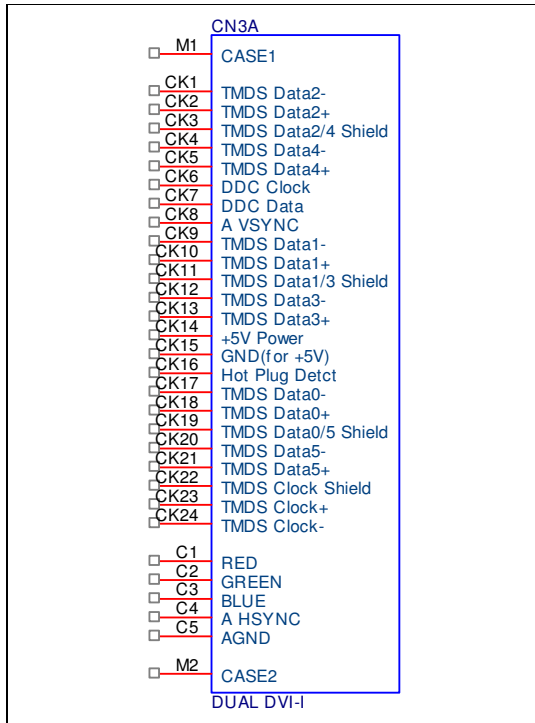 CN3A
M1 CASE1
CK1 TMDS Data2-
CK2 TMDS Data2+
CK3 TMDS Data2/4 Shield
CK4 TMDS Data4-
CK5 TMDS Data4+
CK6 DDC Clock
CK7 DDC Data
CK8 A VSYNC
CK9 TMDS Data1-
CK10 TMDS Data1+
CK11 TMDS Data1/3 Shield
CK12 TMDS Data3-
CK13 TMDS Data3+
CK14 +5V Power
CK15 GND(for +5V)
CK16 Hot Plug Detct
CK17 TMDS Data0-
CK18 TMDS Data0+
CK19 TMDS Data0/5 Shield
CK20 TMDS Data5-
CK21 TMDS Data5+
CK22 TMDS Clock Shield
CK23 TMDS Clock+
CK24 TMDS Clock-
C1 RED
C2 GREEN
C3 BLUE
C4 A HSYNC
C5 AGND
M2 CASE2
DUAL DVI-I